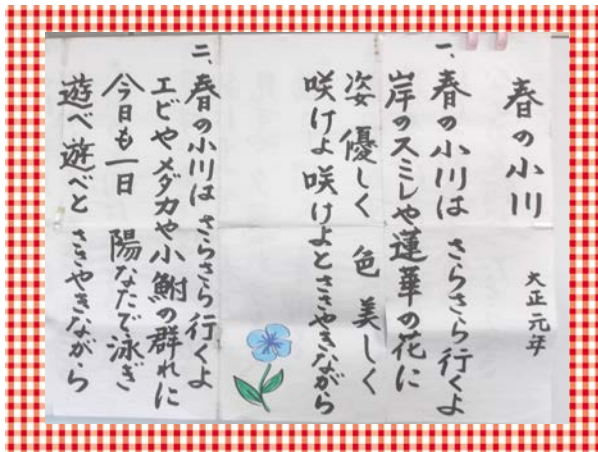 春の小川
大正元年
一、春の小川は さらさら行くよ
岸のスミレや蓮華の花に
姿優しく 色美しく
咲けよ咲けよとささやきながら
二、春の小川は さらさら行くよ
エビやメダカや小鮒の群れに
今日も一日 陽なたで泳ぎ
遊べ遊べと ささやきながら